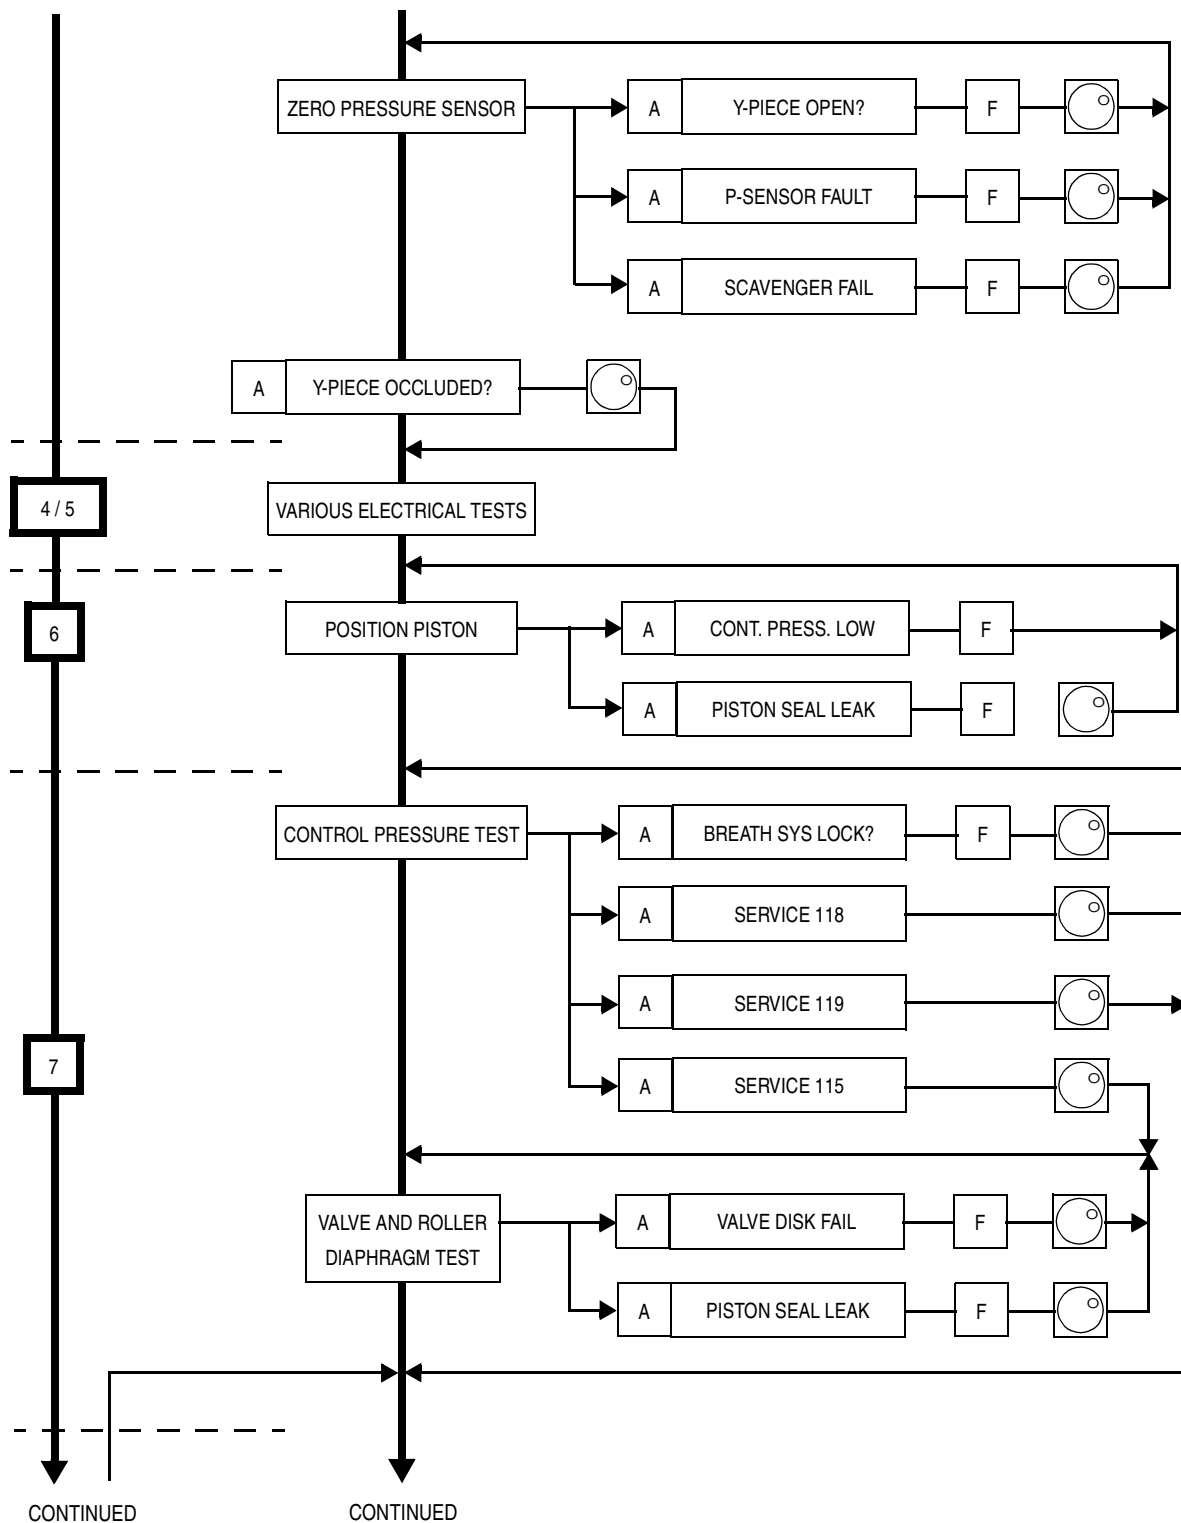 ZERO PRESSURE SENSOR
A
Y-PIECE OPEN?
F
A
P-SENSOR FAULT
F
A
SCAVENGER FAIL
F
A
Y-PIECE OCCLUDED?
4 / 5
VARIOUS ELECTRICAL TESTS
6
POSITION PISTON
A
CONT. PRESS. LOW
F
A
PISTON SEAL LEAK
F
CONTROL PRESSURE TEST
A
BREATH SYS LOCK?
F
A
SERVICE 118
A
SERVICE 119
7
A
SERVICE 115
VALVE AND ROLLER
DIAPHRAGM TEST
A
VALVE DISK FAIL
F
A
PISTON SEAL LEAK
F
CONTINUED
CONTINUED